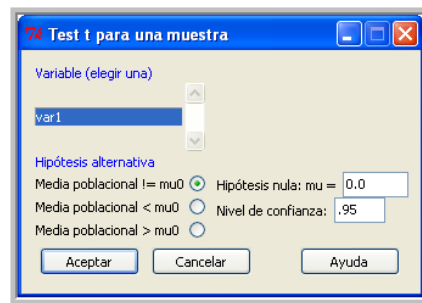 Test t para una muestra
Variable (elegir una)
var1
Hipótesis alternativa
Media poblacional != mu0
Hipótesis nula: mu = 0.0
Media poblacional < mu0
Nivel de confianza: .95
Media poblacional > mu0
Aceptar
Cancelar
Ayuda